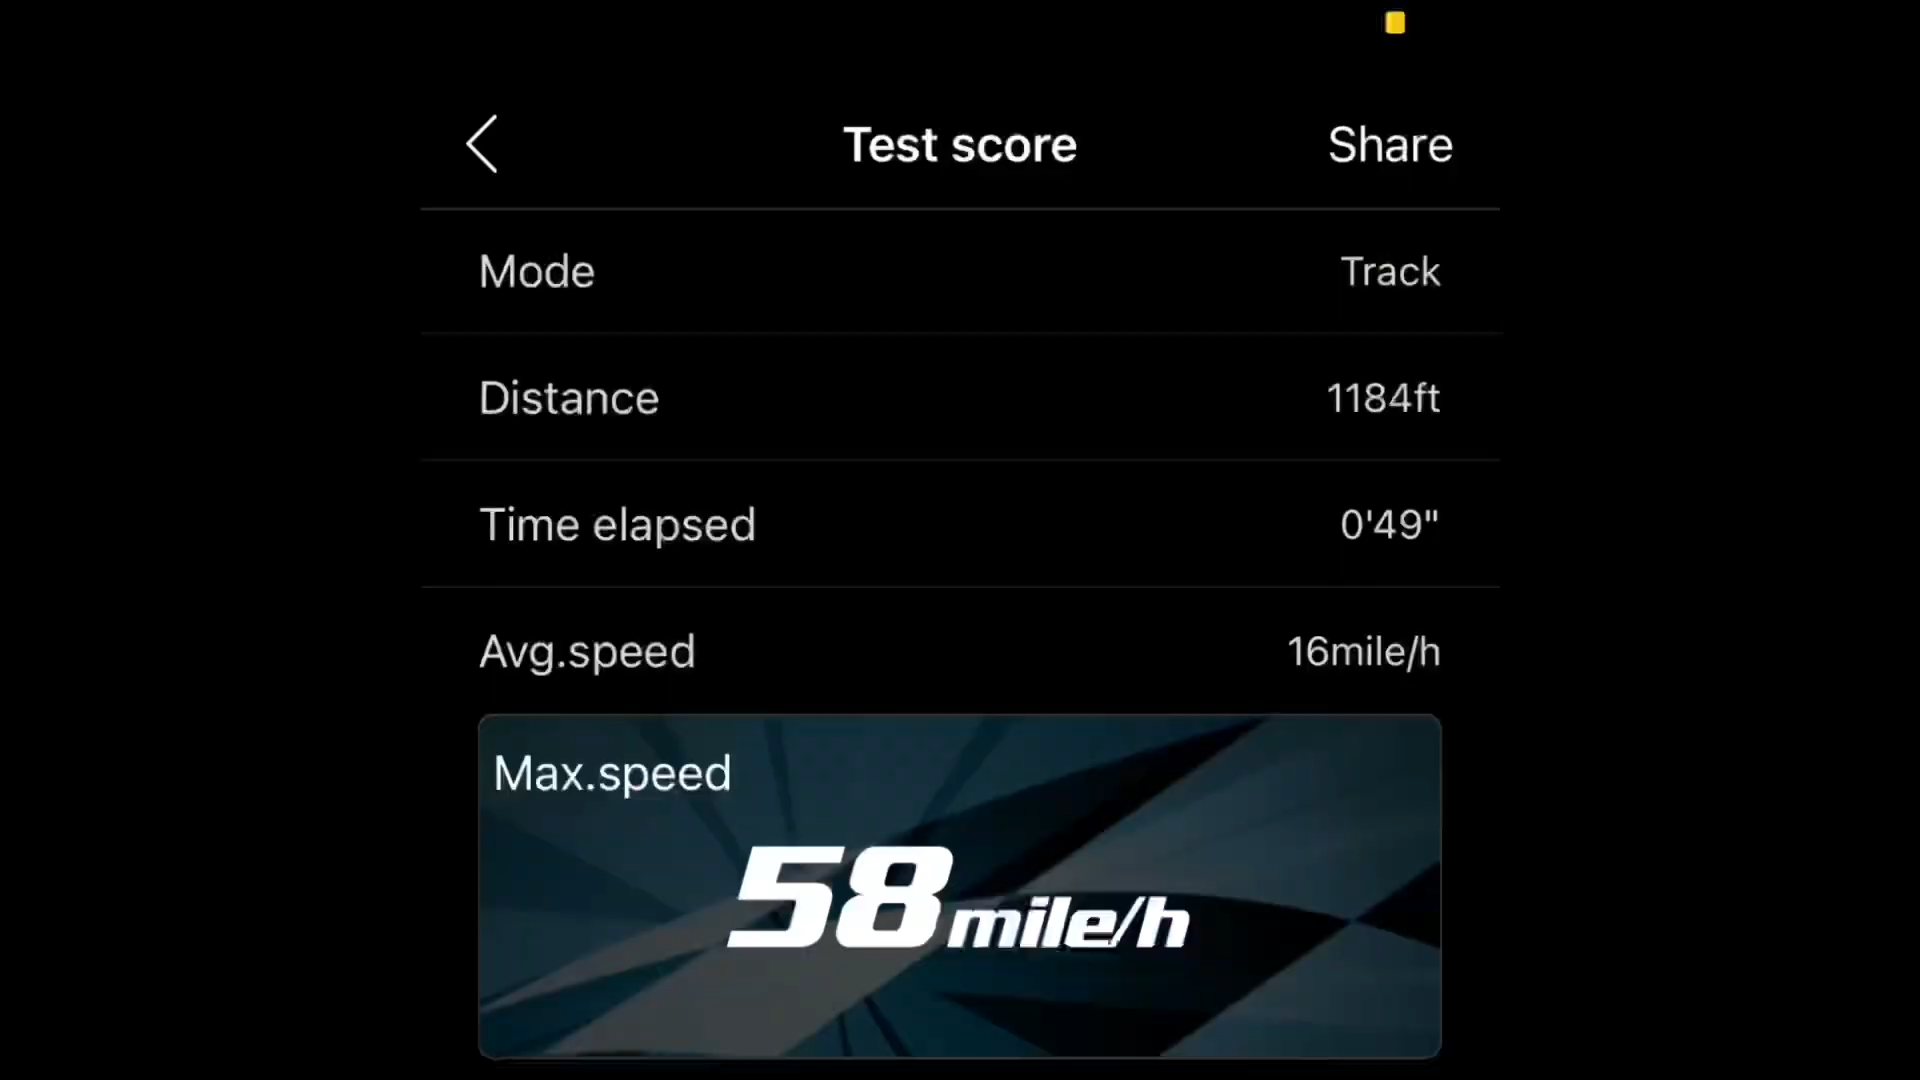 Test score
Share
Mode
Track
Distance
1184ft
Time elapsed
0'49"
Avg.speed
16mile/h
Max.speed
58mile/h